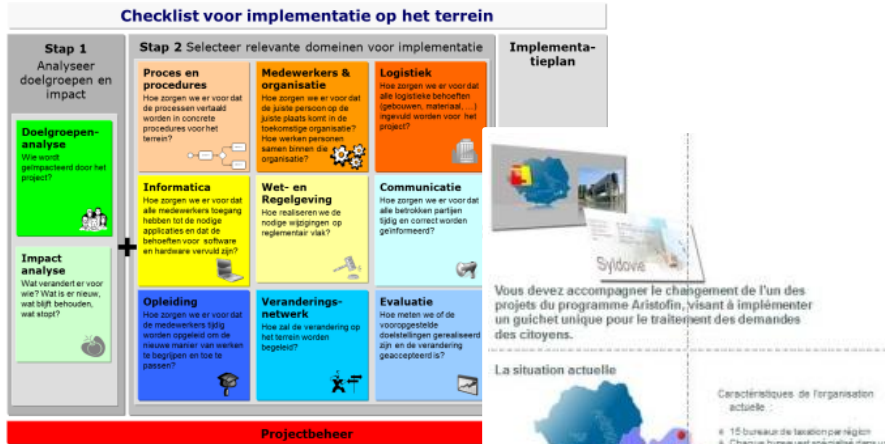 Checklist voor implementatie op het terrein
Stap 1
Analyseer
doelgroepen en
impact
Doelgroepen-
analyse
Wie wordt
geïmpacteerd door het
project?
Impact
analyse
Wat verandert er voor
wie? Wat is er nieuw,
wat blijft behouden,
wat stopt?
+
Stap 2 Selecteer relevante domeinen voor implementatie
Proces en
procedures
Hoe zorgen we er voor dat
de processen vertaald
worden in concrete
procedures voor het
terrein?
Medewerkers &
organisatie
Hoe zorgen we er voor dat
de juiste persoon op de
juiste plaats komt in de
toekomstige organisatie?
Hoe werken personen
samen binnen die
organisatie?
Logistiek
Hoe zorgen we er voor dat
alle logistieke behoeften
(gebouwen, materiaal, ...)
ingevuld worden voor het
project?
Informatica
Hoe zorgen we er voor dat
alle medewerkers toegang
hebben tot de nodige
applicaties en dat de
behoeften voor software
en hardware vervuld zijn?
Wet- en
Regelgeving
Hoe realiseren we de
nodige wijzigingen op
reglementair vlak?
Communicatie
Hoe zorgen we er voor dat
alle betrokken partijen
tijdig en correct worden
geïnformeerd?
Opleiding
Hoe zorgen we er voor dat
de medewerkers tijdig
worden opgeleid om de
nieuwe manier van werken
te begrijpen en toe te
passen?
Veranderings-
netwerk
Hoe zal de verandering op
het terrein worden
begeleid?
Evaluatie
Hoe meten we of de
vooropgestelde
doelstellingen gerealiseerd
zijn en de verandering
geaccepteerd is?
Implementa-
tieplan
Projectbeheer
Syldovie
Vous devez accompagner le changement de l'un des
projets du programme Aristofin, visant à implémenter
un guichet unique pour le traitement des demandes
des citoyens.
La situation actuelle
Caractéristiques de l'organisation
actuelle :
15 bureaux de taxation par région
Chaque bureau est spécialisé dans